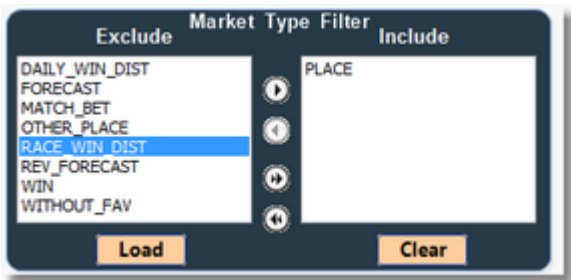 Market Type Filter
Exclude
Include
DAILY_WIN_DIST
FORECAST
MATCH_BET
OTHER_PLACE
RACE_WIN_DIST
REV_FORECAST
WIN
WITHOUT_FAV
PLACE
Load
Clear